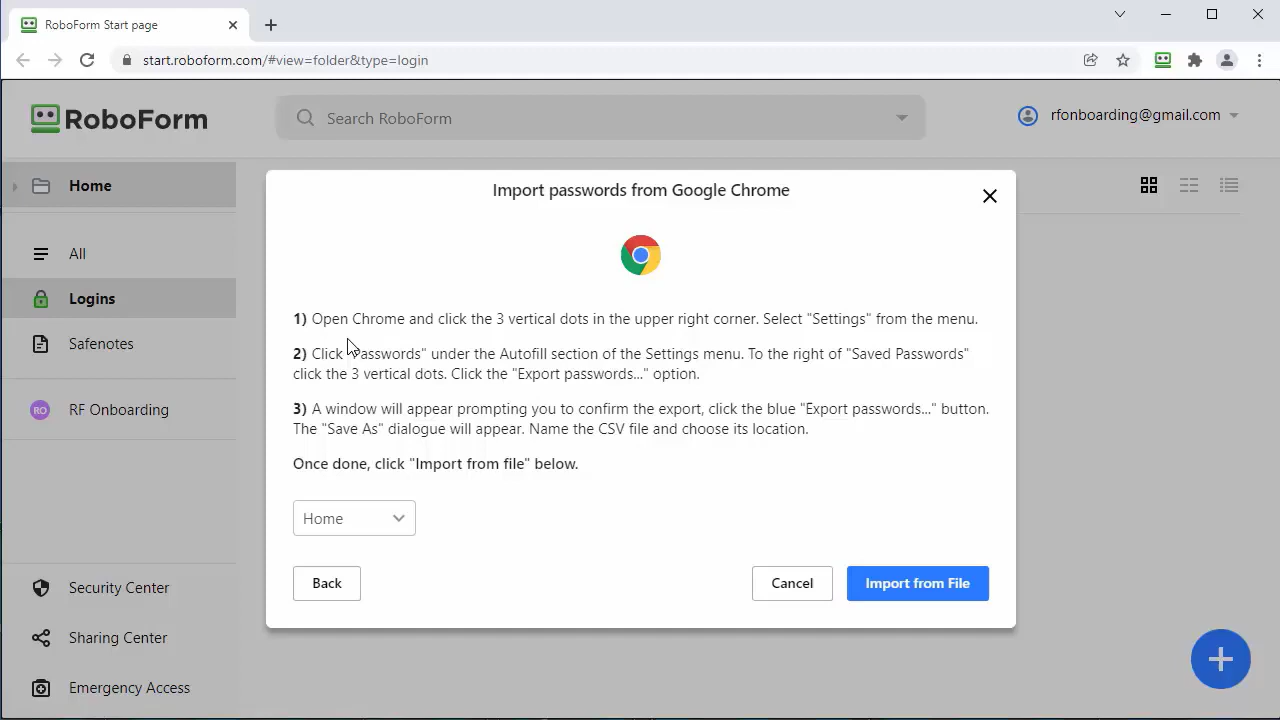 RoboForm Start page
start.roboform.com/#view=folder&type=login
RoboForm
Search RoboForm
rfonboarding@gmail.com
Home
All
Logins
Safenotes
RO
RF Onboarding
Security Center
Sharing Center
Emergency Access
Import passwords from Google Chrome
1) Open Chrome and click the 3 vertical dots in the upper right corner. Select "Settings" from the menu.
2) Click "Passwords" under the Autofill section of the Settings menu. To the right of "Saved Passwords"
click the 3 vertical dots. Click the "Export passwords..." option.
3) A window will appear prompting you to confirm the export, click the blue "Export passwords..." button.
The "Save As" dialogue will appear. Name the CSV file and choose its location.
Once done, click "Import from file" below.
Home
Back
Cancel
Import from File